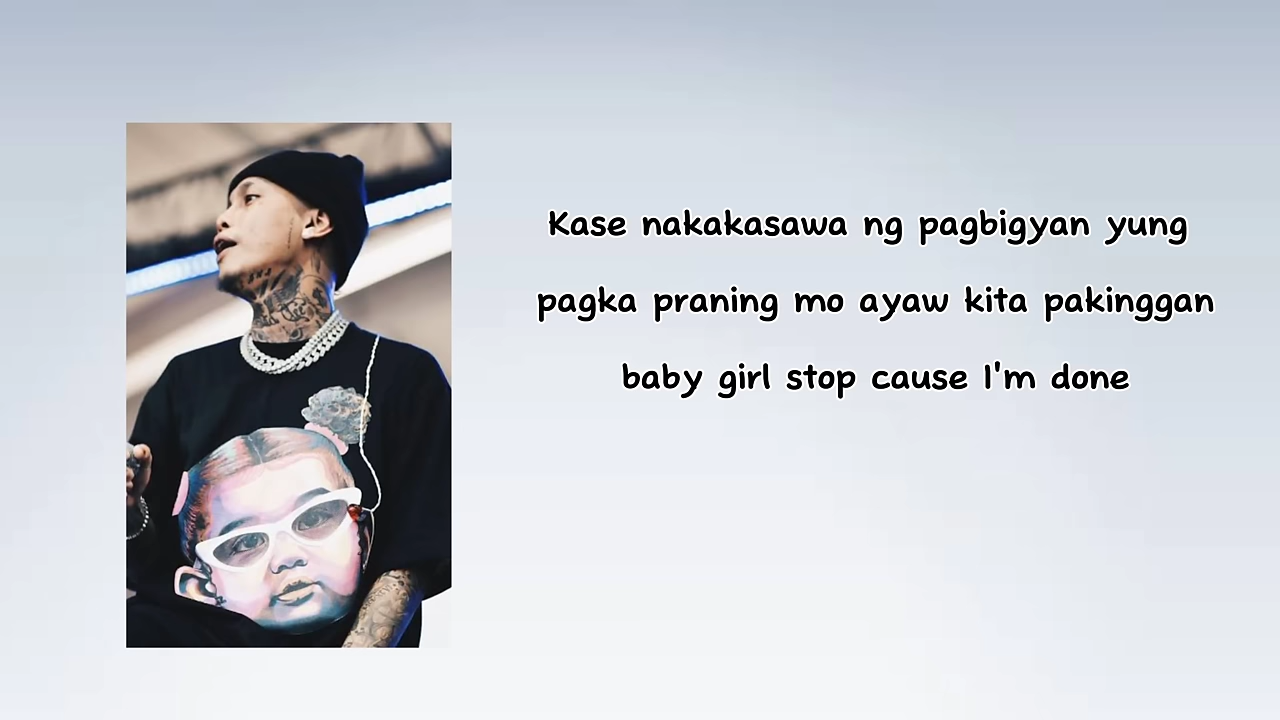 Kase nakakasawa ng pagbigyan yung
pagka praning mo ayaw kita pakinggan
baby girl stop cause I'm done